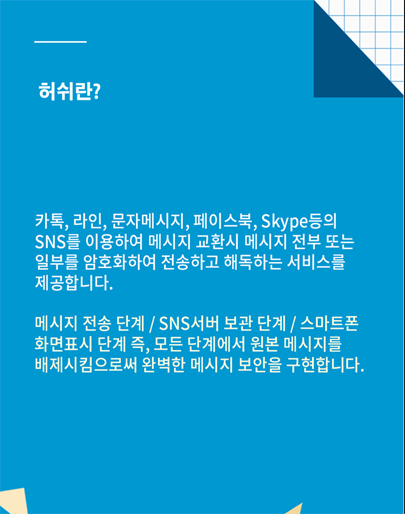 허쉬란?
카톡, 라인, 문자메시지, 페이스북, Skype등의
SNS를 이용하여 메시지 교환시 메시지 전부 또는
일부를 암호화하여 전송하고 해독하는 서비스를
제공합니다.
메시지 전송 단계 / SNS서버 보관 단계 / 스마트폰
화면표시 단계 즉, 모든 단계에서 원본 메시지를
배제시킴으로써 완벽한 메시지 보안을 구현합니다.